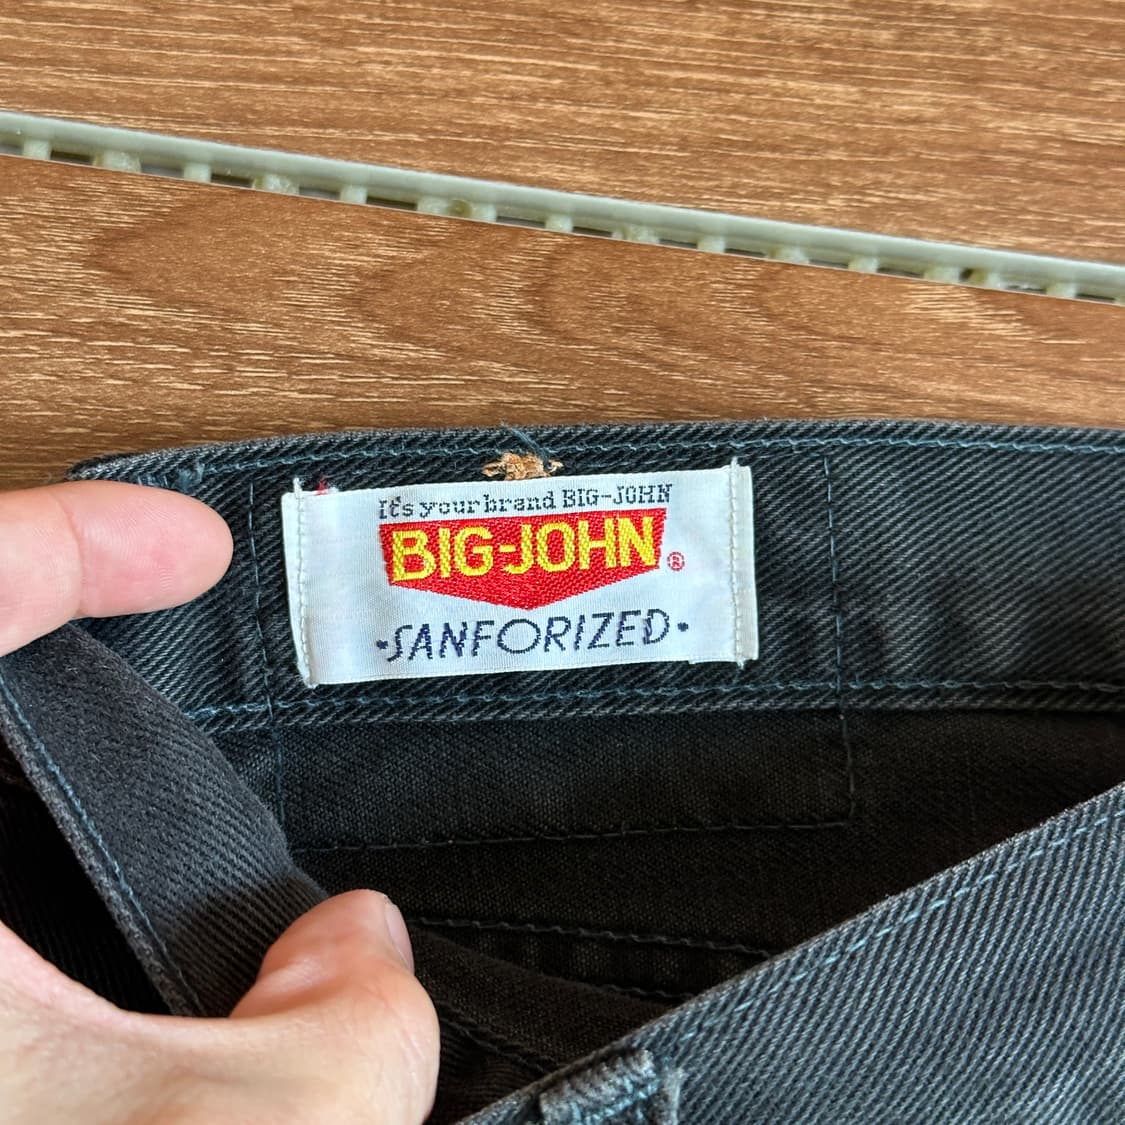 It's your brand BIG-JOHN
BIG-JOHN ®
•SANFORIZED•